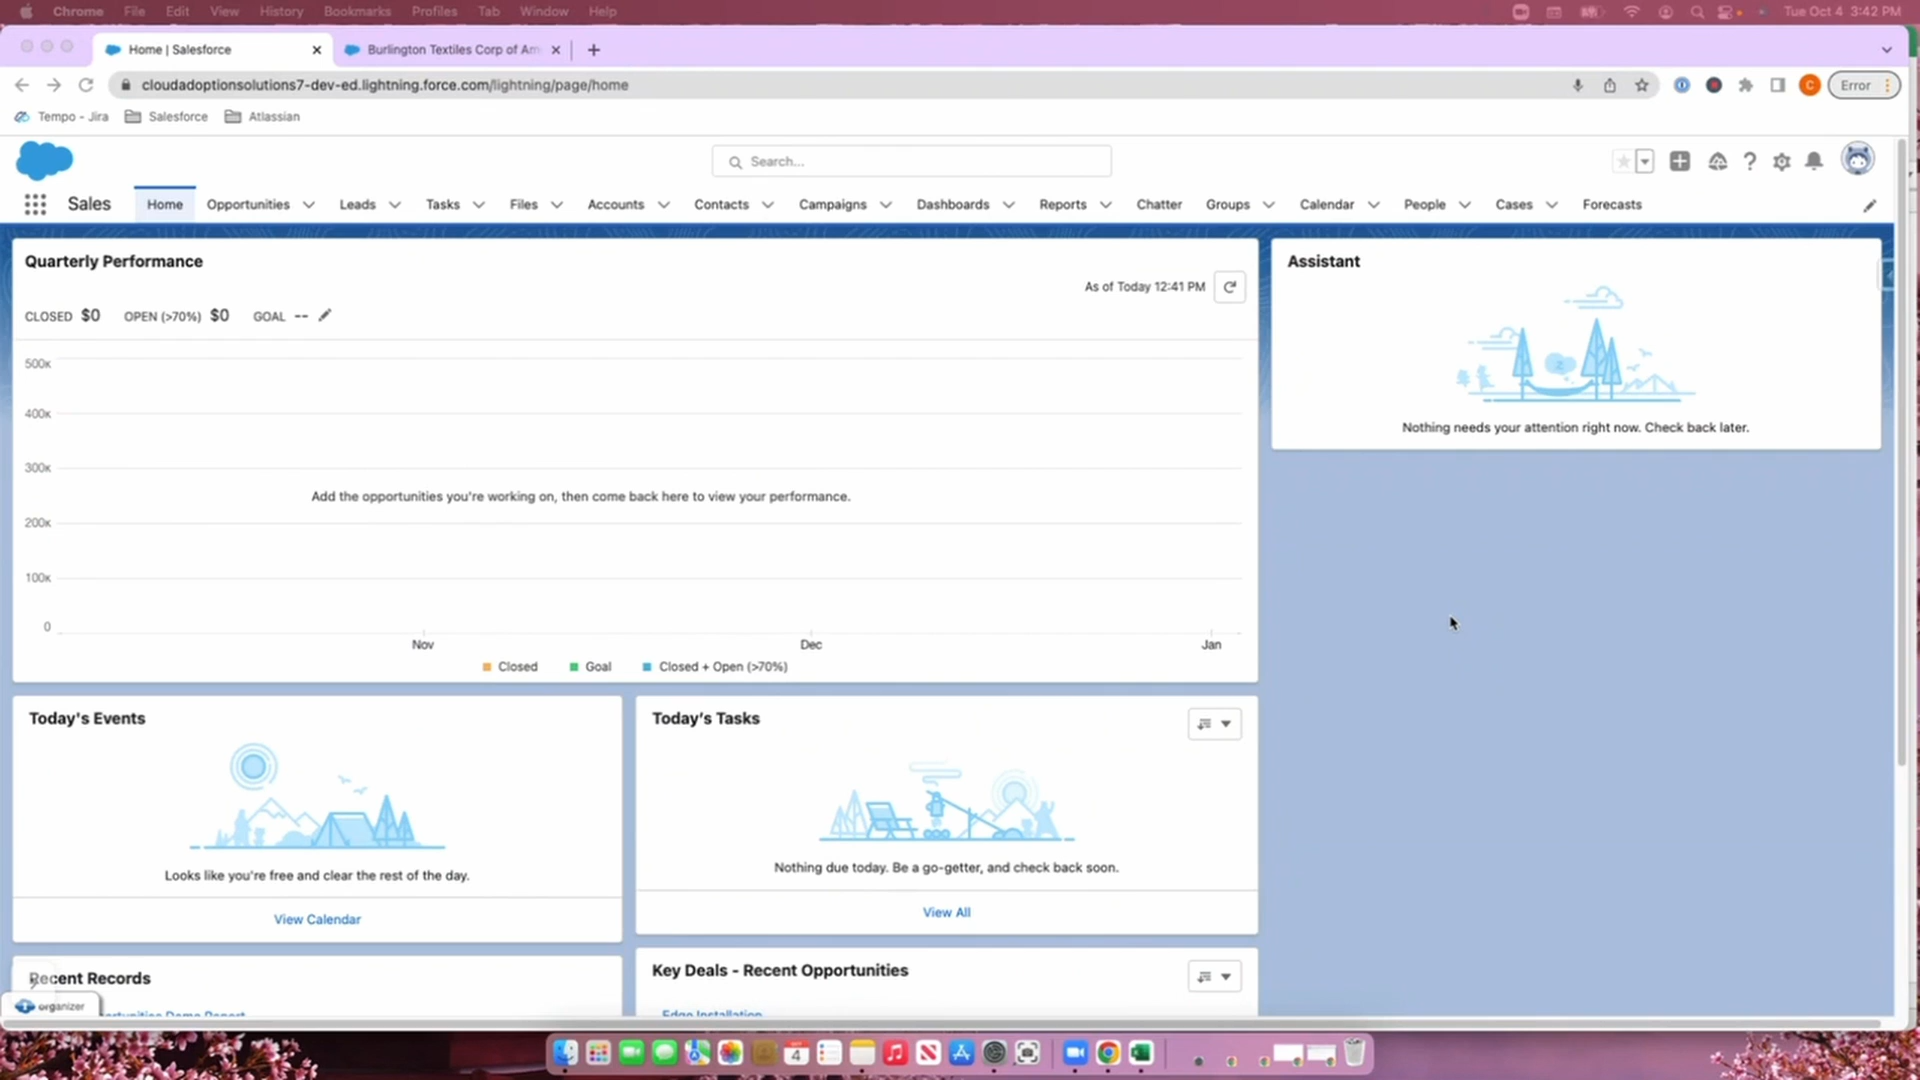 Chrome File Edit View History Bookmarks Profiles Tab Window Help Tue Oct 4 3:42 PM
Home | Salesforce Burlington Textiles Corp of Am
cloudadoptionsolutions7-dev-ed.lightning.force.com/lightning/page/home C Error
Tempo - Jira Salesforce Atlassian
Search...
Sales Home Opportunities Leads Tasks Files Accounts Contacts Campaigns Dashboards Reports Chatter Groups Calendar People Cases Forecasts
Quarterly Performance
As of Today 12:41 PM
CLOSED $0 OPEN (>70%) $0 GOAL --
500K
400K
300K
Add the opportunities you're working on, then come back here to view your performance.
200K
100K
0
Nov Dec Jan
Closed Goal Closed + Open (>70%)
Assistant
Nothing needs your attention right now. Check back later.
Today's Events
Looks like you're free and clear the rest of the day.
View Calendar
Today's Tasks
Nothing due today. Be a go-getter, and check back soon.
View All
Recent Records
organizer
Demo Report
Key Deals - Recent Opportunities
Edge Installation
4